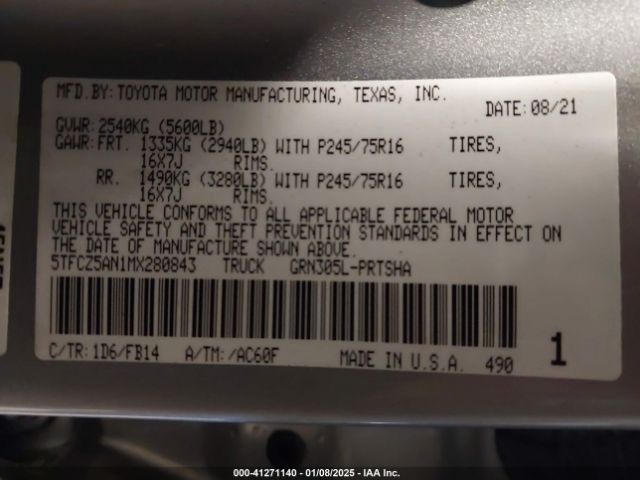 MFD.BY:TOYOTA MOTOR MANUFACTURING, TEXAS, INC.
DATE:08/21
GVWR:2540KG (5600LB)
GAWR:FRT. 1335KG (2940LB) WITH P245/75R16 TIRES,
16X7J RIMS.
RR. 1490KG (3280LB) WITH P245/75R16 TIRES,
16X7J RIMS.
THIS VEHICLE CONFORMS TO ALL APPLICABLE FEDERAL MOTOR
VEHICLE SAFETY AND THEFT PREVENTION STANDARDS IN EFFECT ON
THE DATE OF MANUFACTURE SHOWN ABOVE.
5TFCZ5AN1MX280843 TRUCK GRN305L-PRTSHA
C/TR:1D6/FB14 A/TM:/AC60F MADE IN U.S.A. 490 1
000-41271140 - 01/08/2025 - IAA Inc.